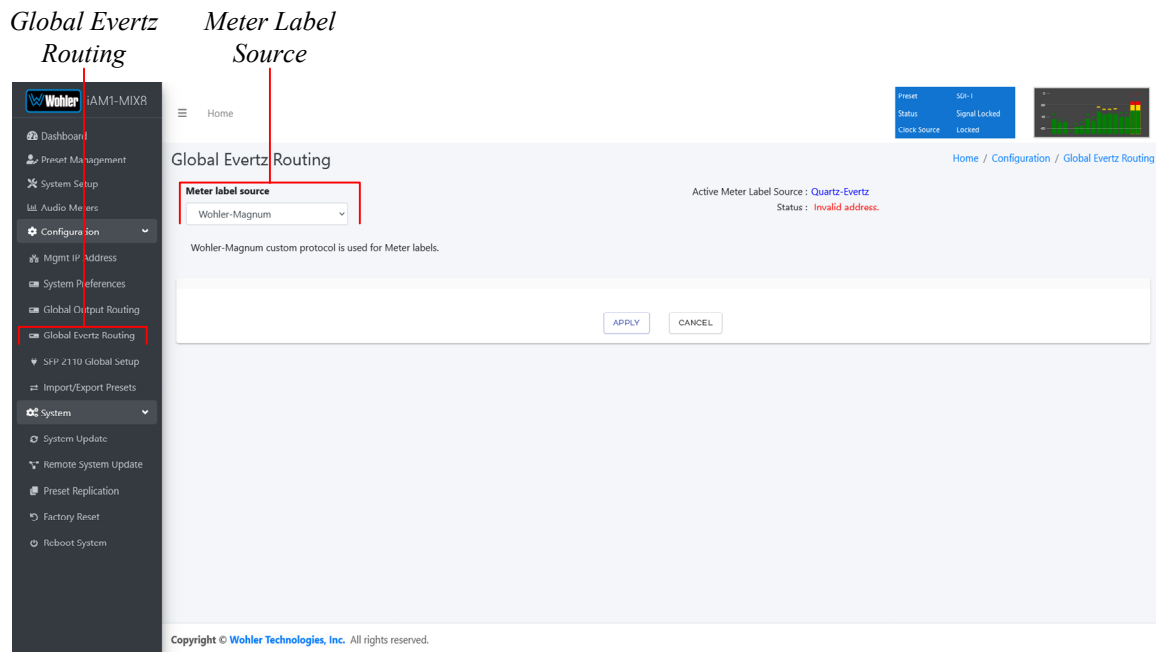 Global Evertz Routing
Meter Label Source
Wohler iAM1-MIX8
Home
Preset SDI-1
Status Signal Locked
Clock Source Locked
Dashboard
Preset Management
System Setup
Audio Meters
Configuration
Mgmt IP Address
System Preferences
Global Output Routing
Global Evertz Routing
SFP 2110 Global Setup
Import/Export Presets
System
System Update
Remote System Update
Preset Replication
Factory Reset
Reboot System
Global Evertz Routing
Home / Configuration / Global Evertz Routing
Meter label source
Wohler-Magnum
Active Meter Label Source : Quartz-Evertz
Status : Invalid address.
Wohler-Magnum custom protocol is used for Meter labels.
APPLY CANCEL
Copyright © Wohler Technologies, Inc. All rights reserved.